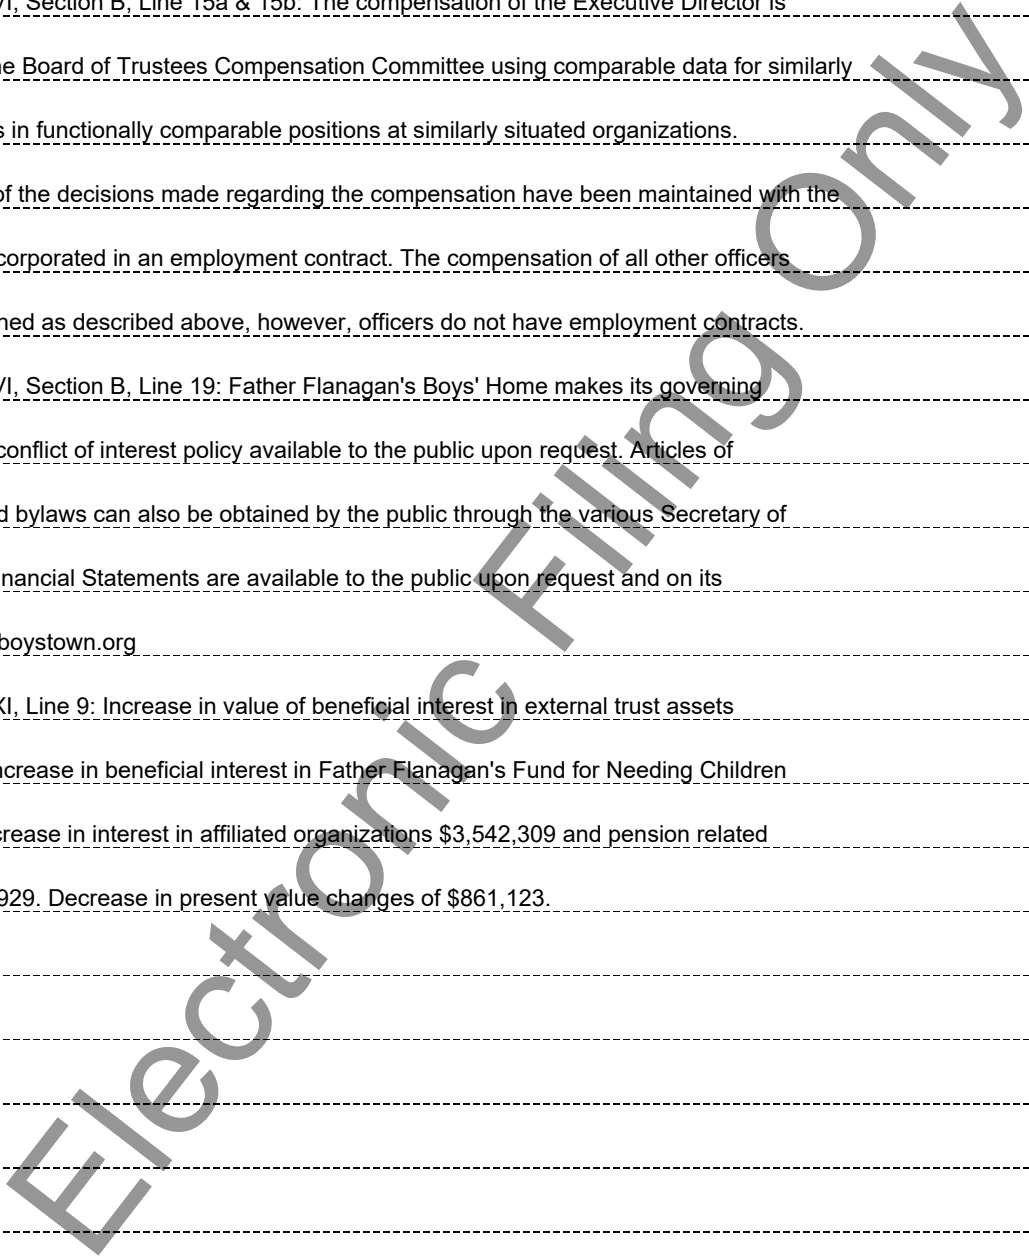 VI, Section B, Line 15a & 15b: The compensation of the Executive Director is
Board of Trustees Compensation Committee using comparable data for similarly
in functionally comparable positions at similarly situated organizations.
of the decisions made regarding the compensation have been maintained with the
corporated in an employment contract. The compensation of all other officers
ned as described above, however, officers do not have employment contracts.
VI, Section B, Line 19: Father Flanagan's Boys' Home makes its governing
conflict of interest policy available to the public upon request. Articles of
d bylaws can also be obtained by the public through the various Secretary of
nancial Statements are available to the public upon request and on its
boystown.org
XI, Line 9: Increase in value of beneficial interest in external trust assets
ncrease in beneficial interest in Father Flanagan's Fund for Needing Children
crease in interest in affiliated organizations $3,542,309 and pension related
929. Decrease in present value changes of $861,123.
Electronic Filing Only